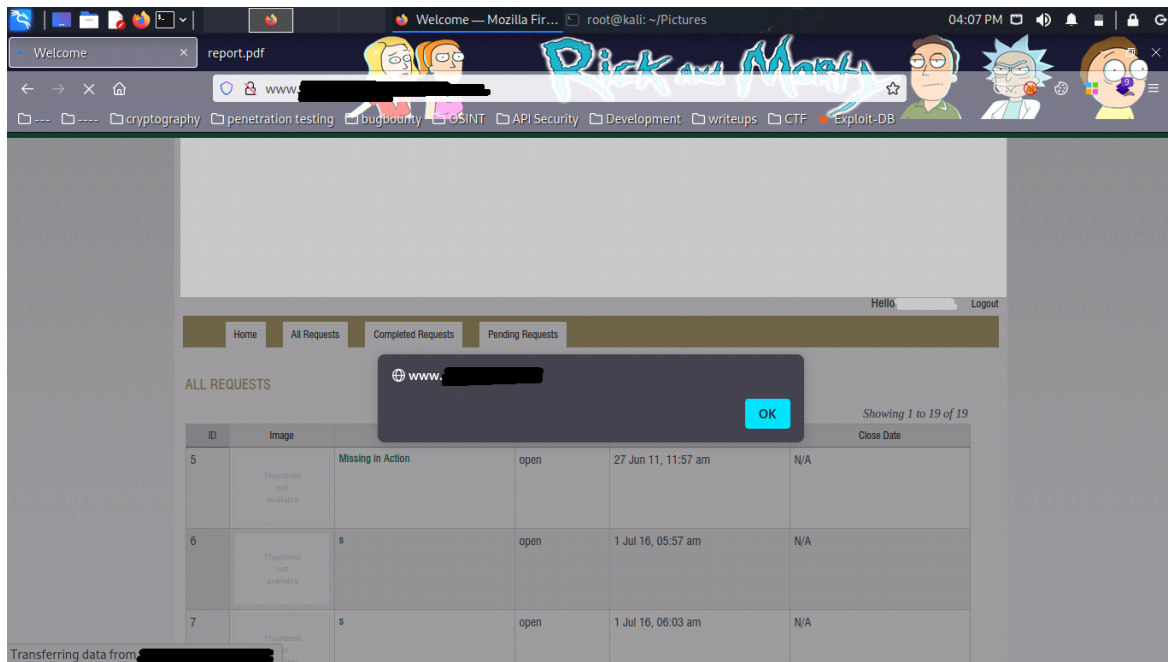 Welcome — Mozilla Fir... root@kali: ~/Pictures 04:07 PM
Welcome × report.pdf Rick and Morty
www. 9
--- ---- cryptography penetration testing bugbounty OSINT API Security Development writeups CTF Exploit-DB
Hello Logout
Home All Requests Completed Requests Pending Requests
www.
ALL REQUESTS
OK
Showing 1 to 19 of 19
ID Image Close Date
5 Thumbnail not available Missing in Action open 27 Jun 11, 11:57 am N/A
6 Thumbnail not available s open 1 Jul 16, 05:57 am N/A
7 Thumbnail s open 1 Jul 16, 06:03 am N/A
Transferring data from